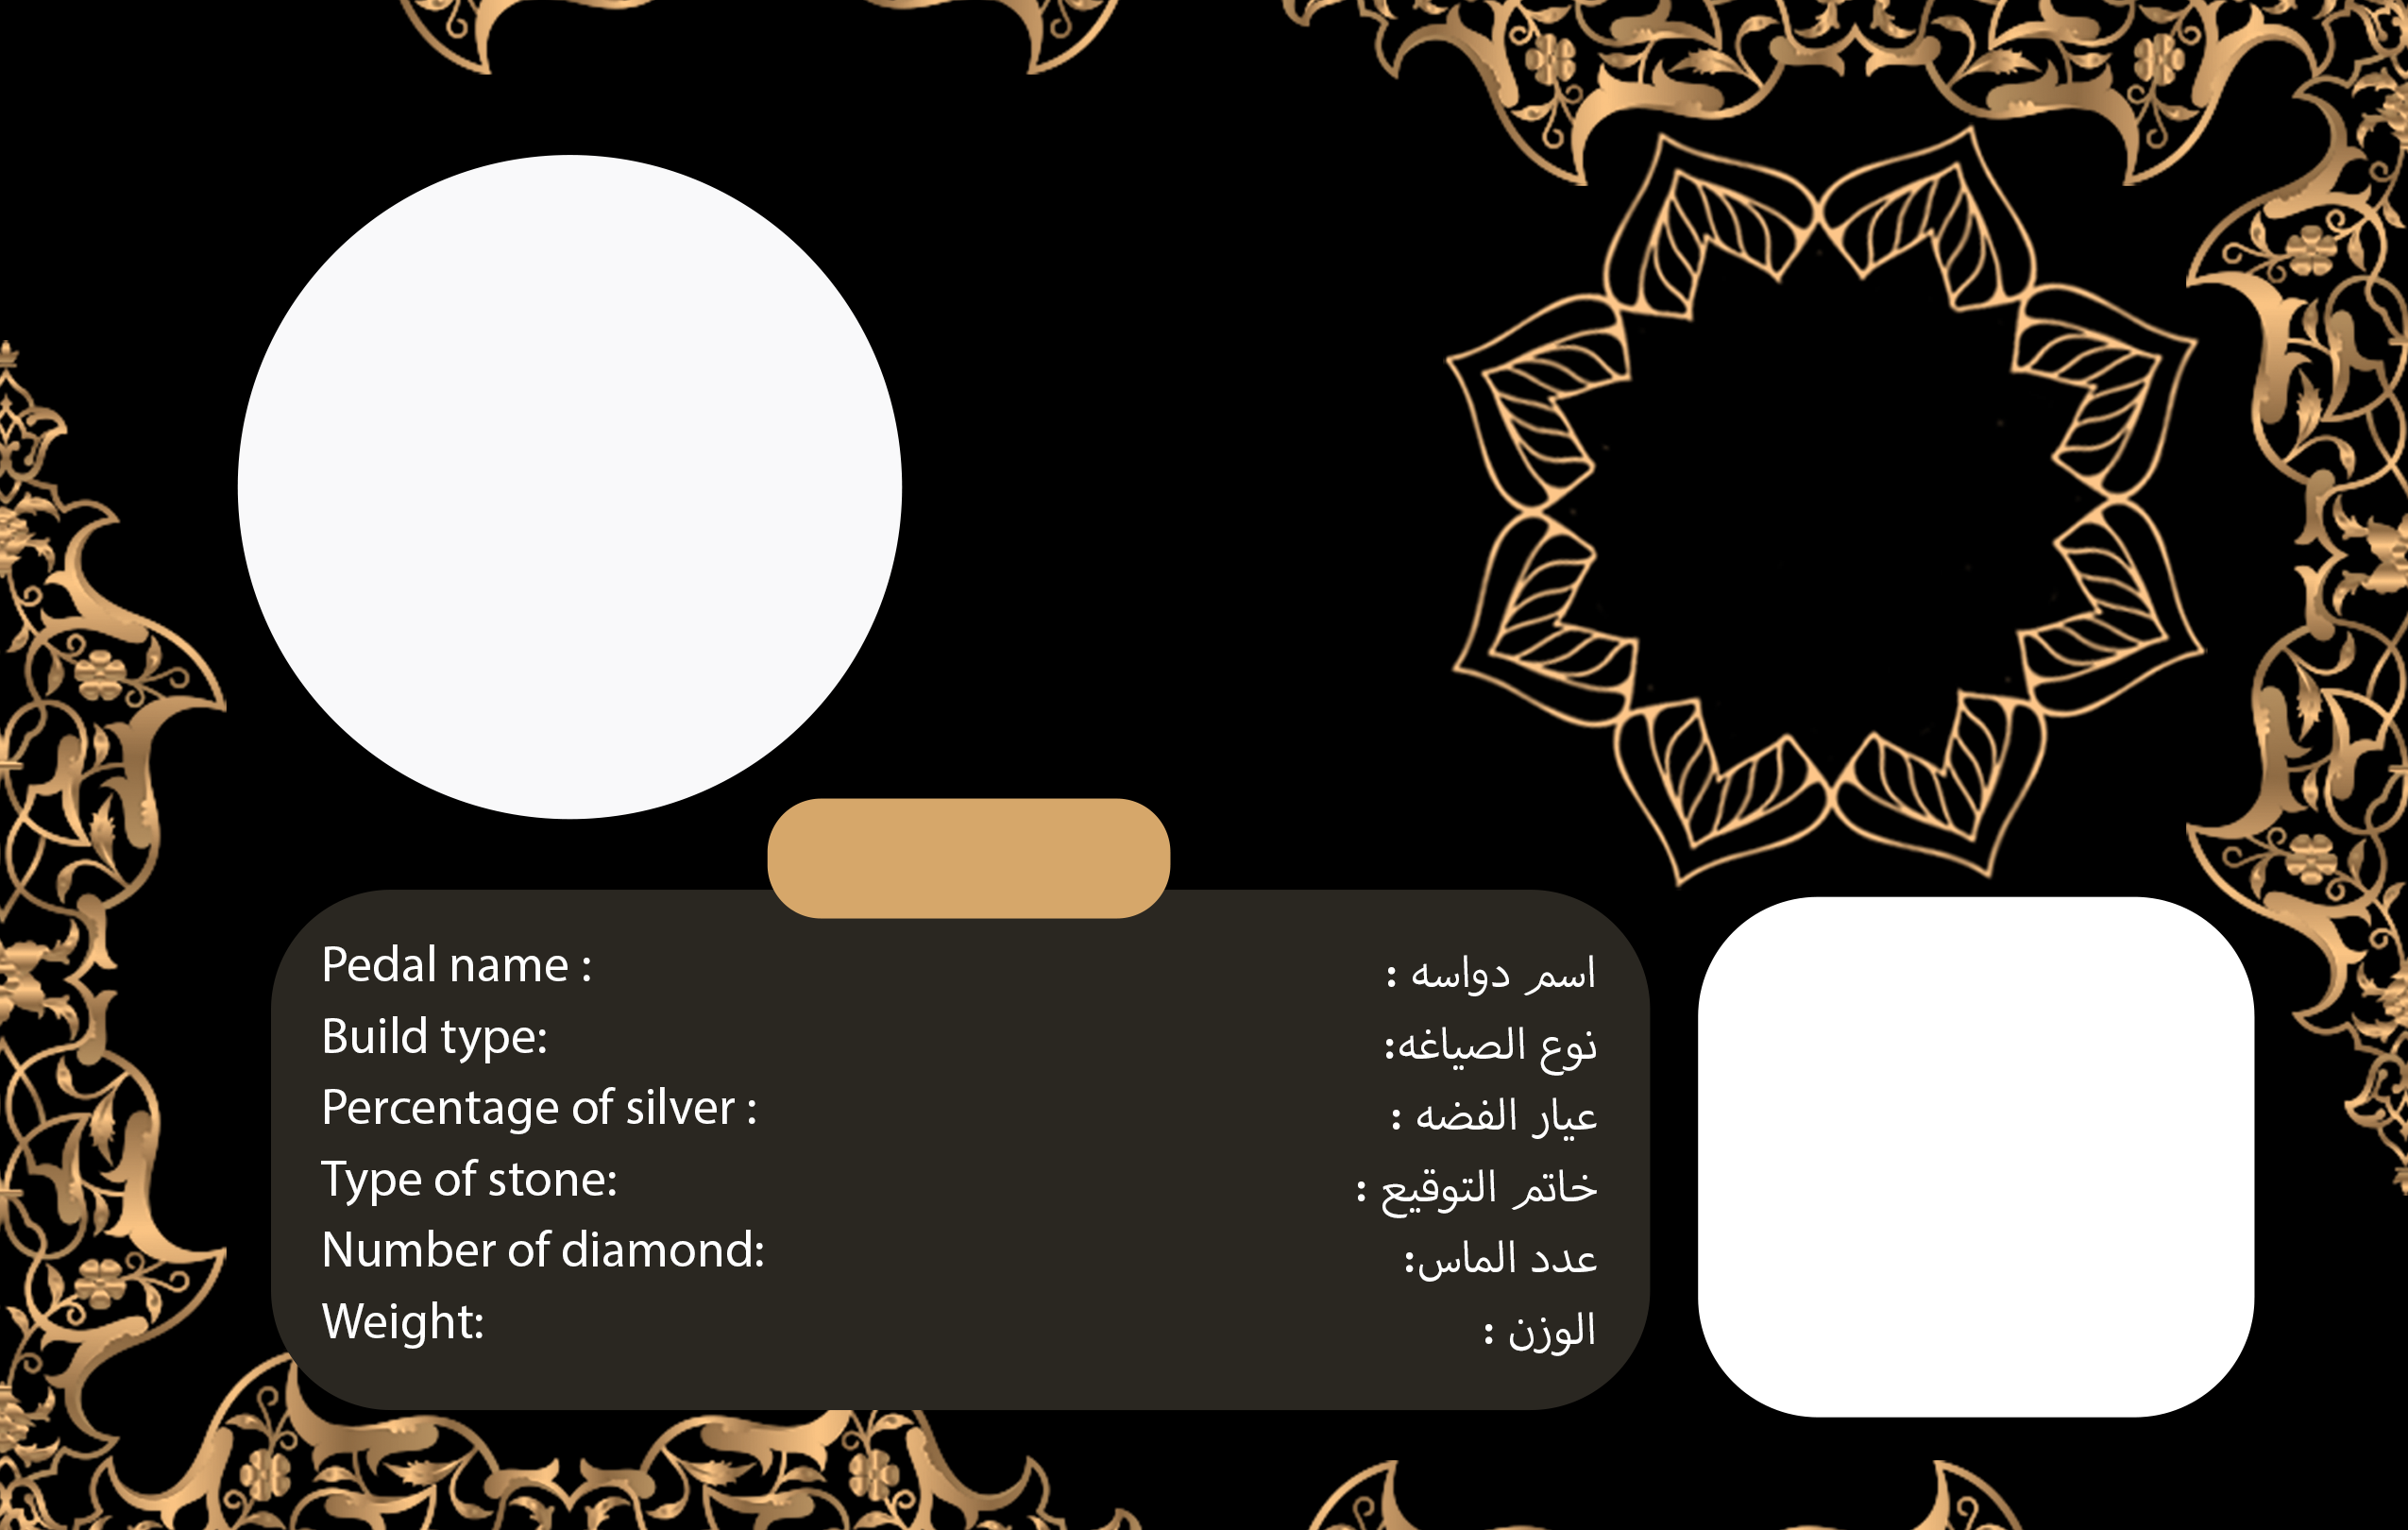 Pedal name :
اسم دواسه :
Build type:
نوع الصياغه:
Percentage of silver :
عيار الفضه :
Type of stone:
خاتم التوقيع :
Number of diamond:
عدد الماس:
Weight:
الوزن :